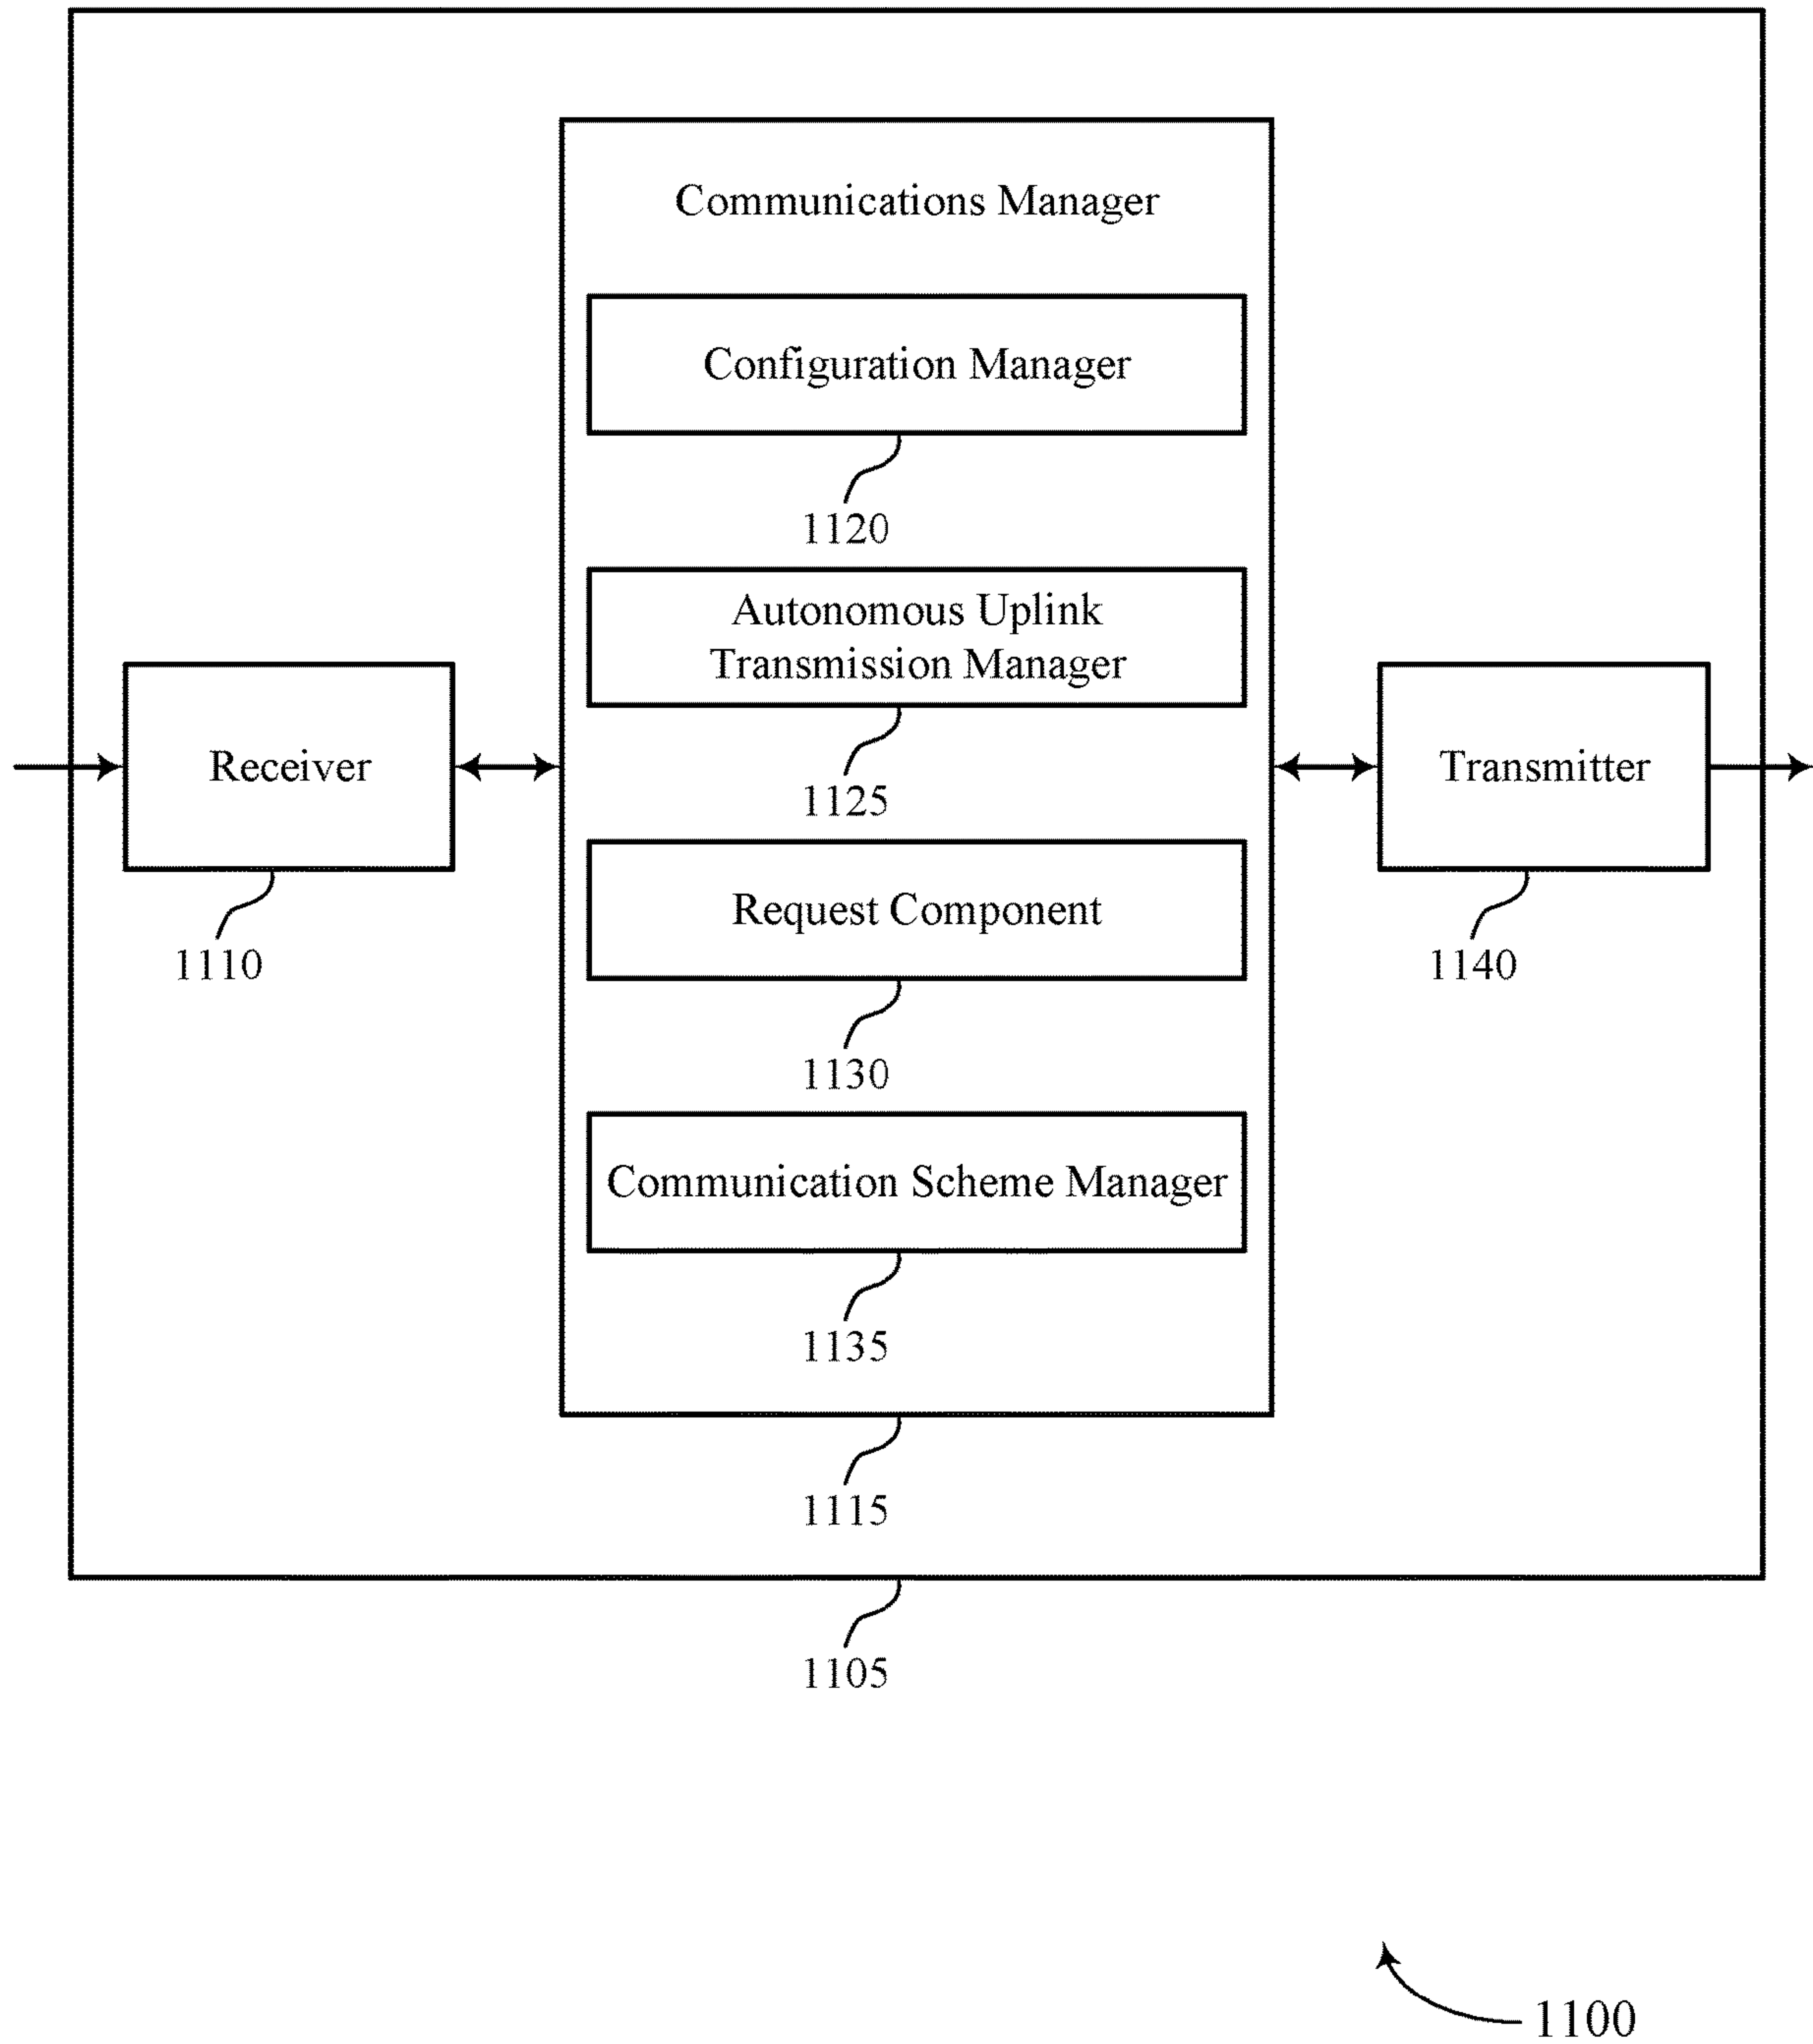 Communications Manager
Configuration Manager
1120
Autonomous Uplink
Transmission Manager
1125
Receiver
1110
Transmitter
1140
Request Component
1130
Communication Scheme Manager
1135
1115
1105
1100